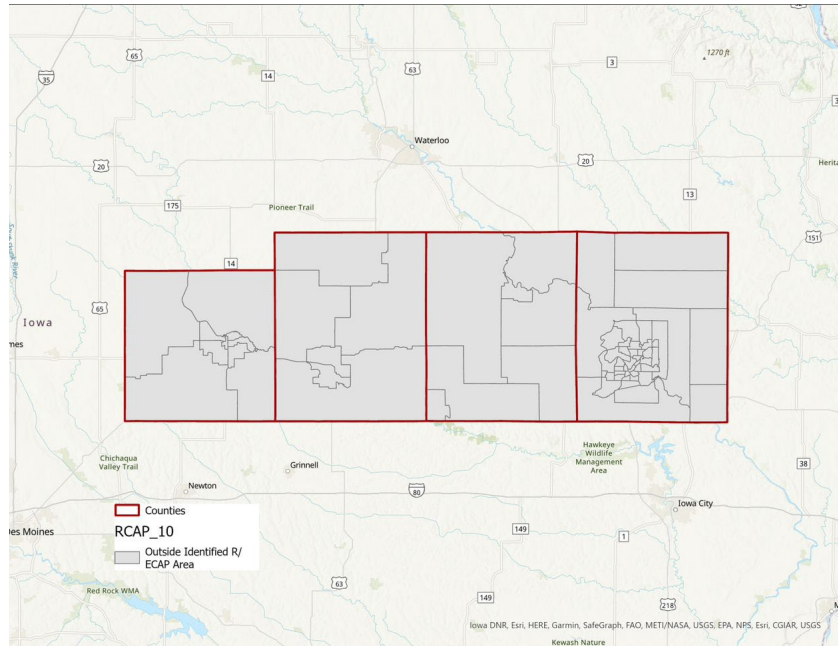 65
35
14
63
3
1270 ft
Waterloo
20
20
Herita
13
175
Pioneer Trail
151
14
65
Iowa
mes
Chichaqua
Valley Trail
Grinnell
Newton
80
Hawkeye
Wildlife
Management
Area
38
Iowa City
149
1
Des Moines
Counties
RCAP_10
Outside Identified R/
ECAP Area
63
Red Rock WMA
149
218
M
Iowa DNR, Esri, HERE, Garmin, SafeGraph, FAO, METI/NASA, USGS, EPA, NPS, Esri, CGIAR, USGS
Kewash Nature